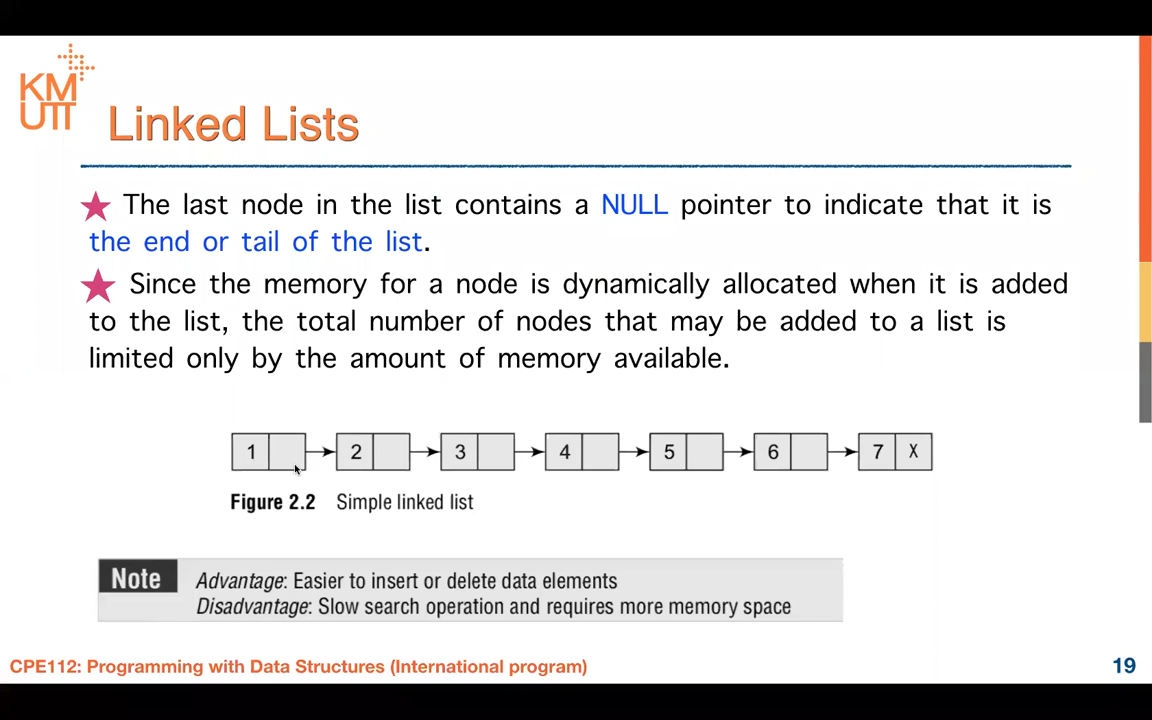 KM
UTT
Linked Lists
The last node in the list contains a NULL pointer to indicate that it is
the end or tail of the list.
Since the memory for a node is dynamically allocated when it is added
to the list, the total number of nodes that may be added to a list is
limited only by the amount of memory available.
1 2 3 4 5 6 7 X
Figure 2.2 Simple linked list
Note Advantage: Easier to insert or delete data elements
Disadvantage: Slow search operation and requires more memory space
CPE112: Programming with Data Structures (International program) 19